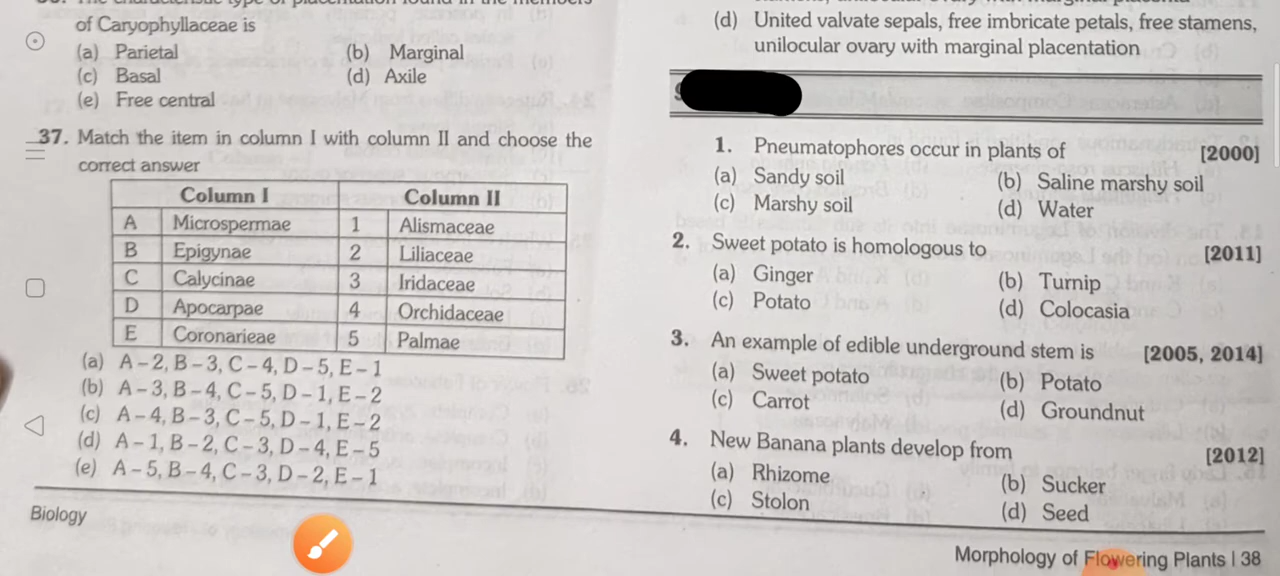 of Caryophyllaceae is
(a) Parietal (b) Marginal
(c) Basal (d) Axile
(e) Free central
37. Match the item in column I with column II and choose the
correct answer
Column I Column II
A Microspermae 1 Alismaceae
B Epigynae 2 Liliaceae
C Calycinae 3 Iridaceae
D Apocarpae 4 Orchidaceae
E Coronarieae 5 Palmae
(a) A – 2, B – 3, C – 4, D – 5, E – 1
(b) A – 3, B – 4, C – 5, D – 1, E – 2
(c) A – 4, B – 3, C – 5, D – 1, E – 2
(d) A – 1, B – 2, C – 3, D – 4, E – 5
(e) A – 5, B – 4, C – 3, D – 2, E – 1
Biology
(d) United valvate sepals, free imbricate petals, free stamens,
unilocular ovary with marginal placentation
1. Pneumatophores occur in plants of [2000]
(a) Sandy soil (b) Saline marshy soil
(c) Marshy soil (d) Water
2. Sweet potato is homologous to [2011]
(a) Ginger (b) Turnip
(c) Potato (d) Colocasia
3. An example of edible underground stem is [2005, 2014]
(a) Sweet potato (b) Potato
(c) Carrot (d) Groundnut
4. New Banana plants develop from [2012]
(a) Rhizome (b) Sucker
(c) Stolon (d) Seed
Morphology of Flowering Plants | 38